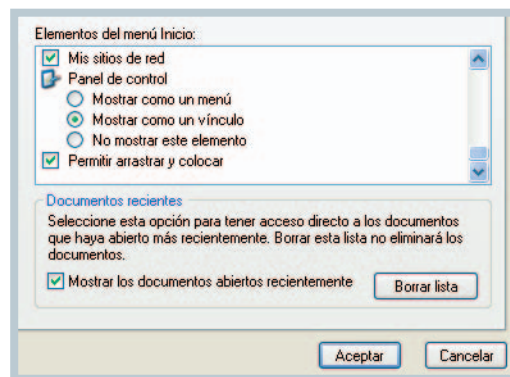 Elementos del menú Inicio:
Mis sitios de red
Panel de control
Mostrar como un menú
Mostrar como un vínculo
No mostrar este elemento
Permitir arrastrar y colocar
Documentos recientes
Seleccione esta opción para tener acceso directo a los documentos
que haya abierto más recientemente. Borrar esta lista no eliminará los
documentos.
Mostrar los documentos abiertos recientemente
Borrar lista
Aceptar
Cancelar